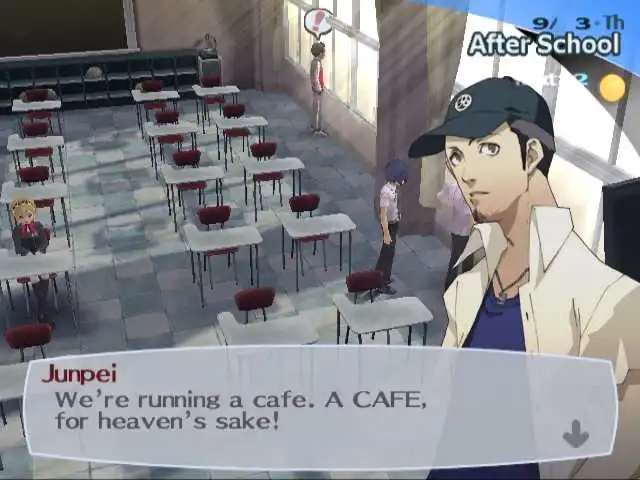 9/ 3・Th
After School
Junpei
We're running a cafe. A CAFE,
for heaven's sake!